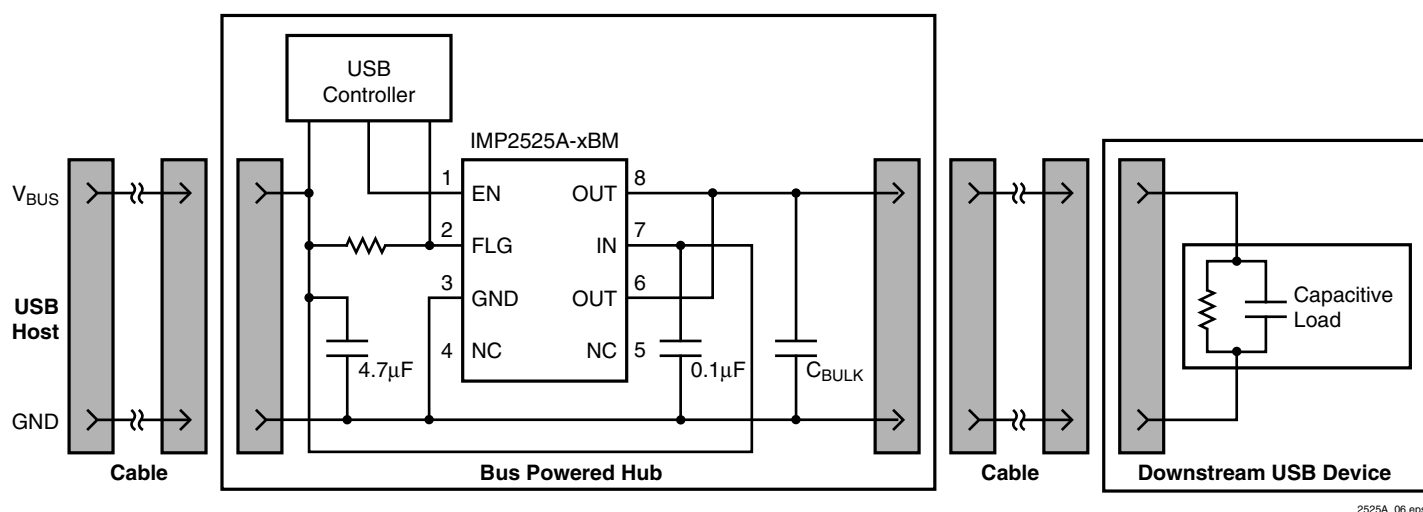 USB
Controller
IMP2525A-xBM
V_BUS
1
EN
OUT
8
2
FLG
IN
7
3
GND
OUT
6
4
NC
NC
5
USB
Host
4.7µF
0.1µF
C_BULK
Capacitive
Load
GND
Cable
Bus Powered Hub
Cable
Downstream USB Device
2525A_06.eps